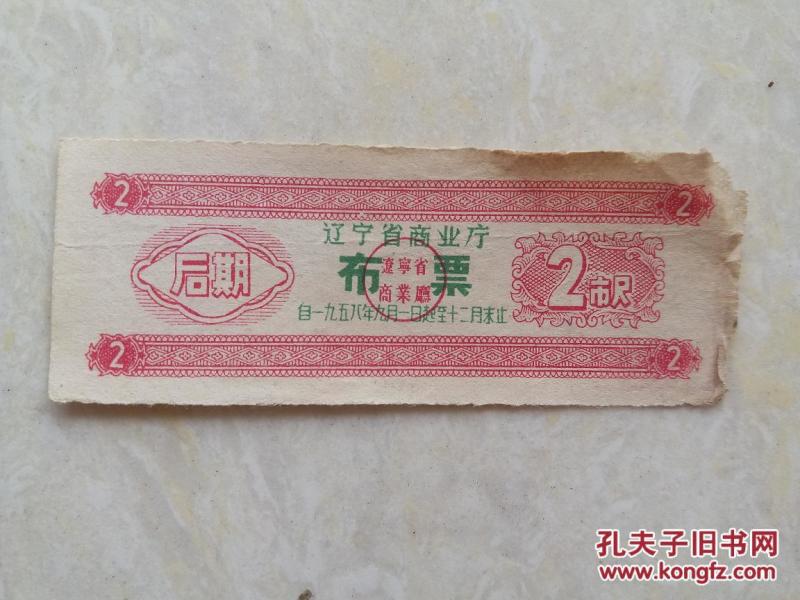 2
2
辽宁省商业厅
后期
布票
遼寧省
商業廳
2市尺
自一九五八年九月一日起至十二月末止
2
2
孔夫子旧书网
www.kongfz.com